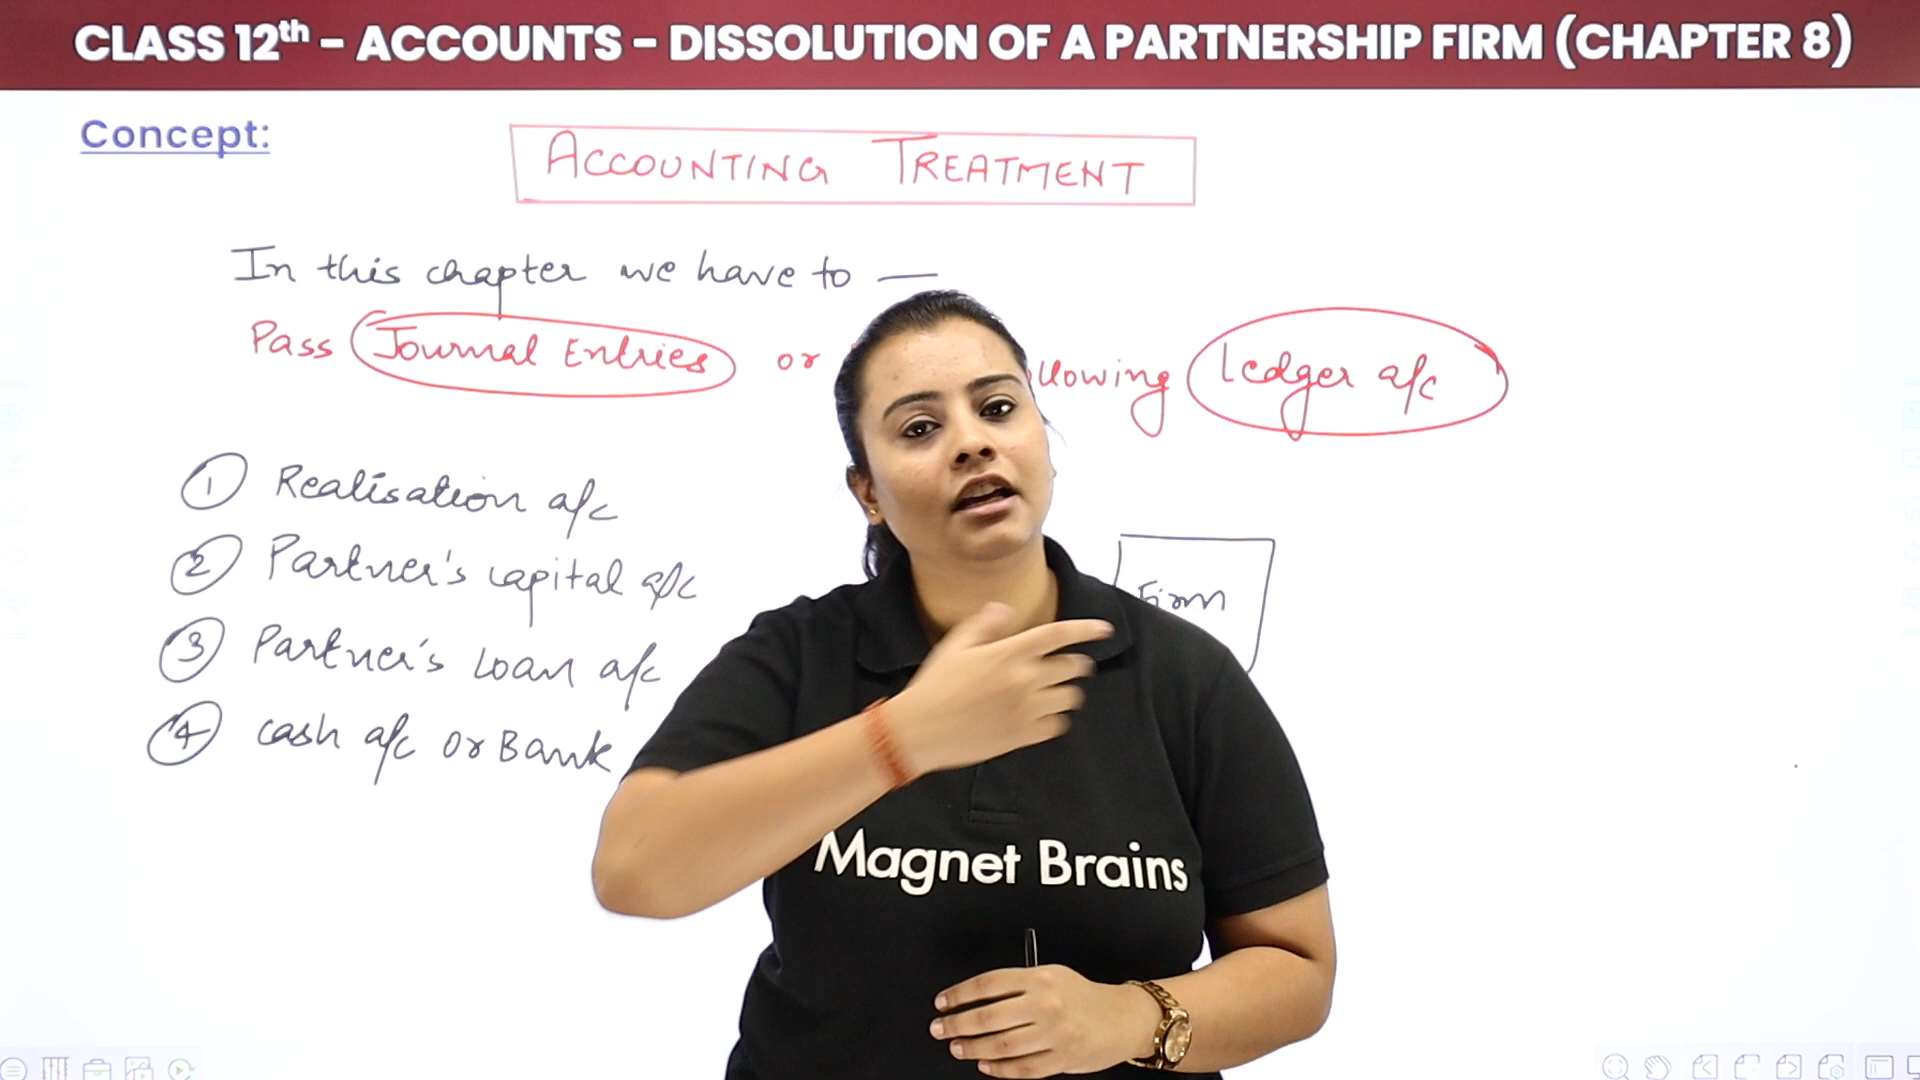 CLASS 12th – ACCOUNTS – DISSOLUTION OF A PARTNERSHIP FIRM (CHAPTER 8)
Concept:
ACCOUNTING TREATMENT
In this chapter we have to —
Pass Journal Entries or llowing Ledger a/c
① Realisation a/c
② Partner's capital a/c
③ Partner's Loan a/c
④ Cash a/c or Bank
Firm
Magnet Brains